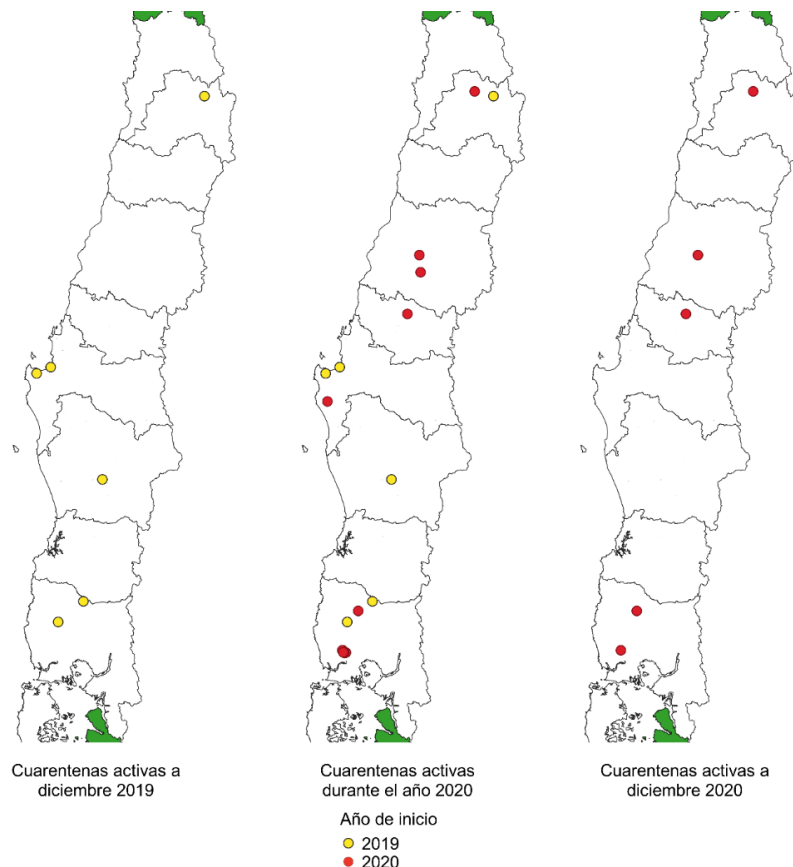 Cuarentenas activas a
diciembre 2019
Cuarentenas activas
durante el año 2020
Cuarentenas activas a
diciembre 2020
Año de inicio
2019
2020